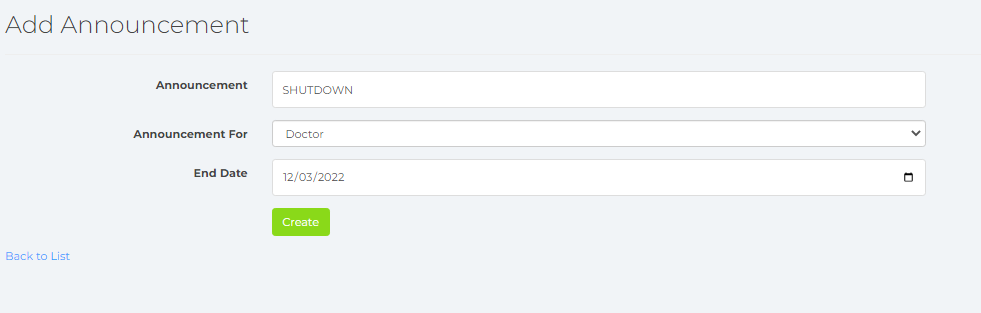 Add Announcement
Announcement SHUTDOWN
Announcement For Doctor
End Date 12/03/2022
Create
Back to List